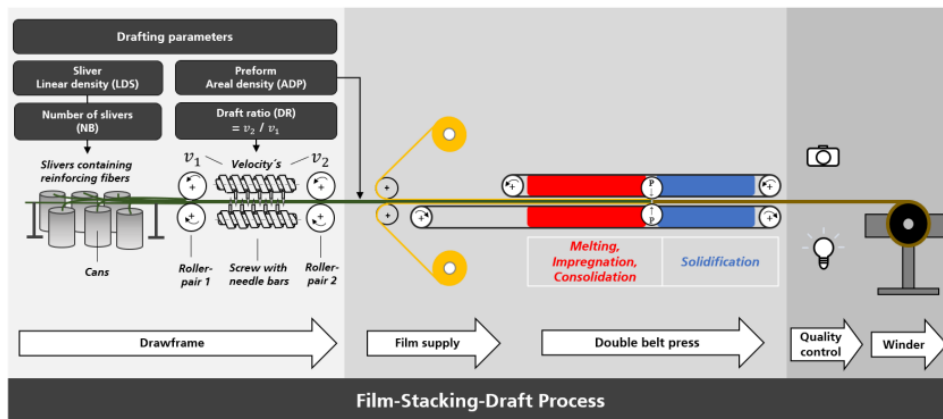 Drafting parameters
Sliver
Linear density (LDS)
Preform
Areal density (ADP)
Number of slivers
(NB)
Draft ratio (DR)
= v₂ / v₁
Slivers containing
reinforcing fibers
v₁
Velocity´s
v₂
Cans
Roller-
pair 1
Screw with
needle bars
Roller-
pair 2
P
P
Melting,
Impregnation,
Consolidation
Solidification
Drawframe
Film supply
Double belt press
Quality
control
Winder
Film-Stacking-Draft Process